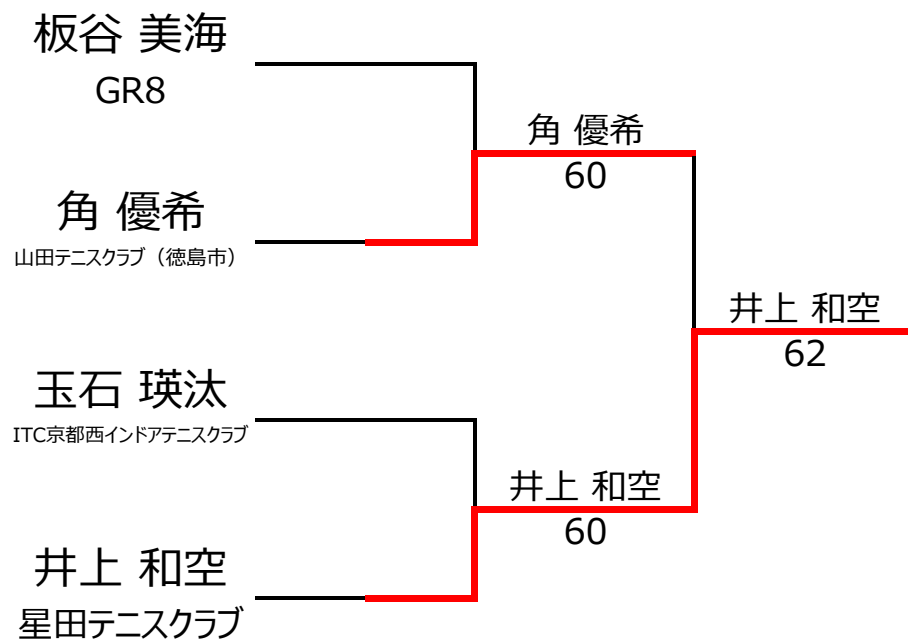 板谷 美海
GR8
角 優希
60
角 優希
山田テニスクラブ（徳島市）
井上 和空
62
玉石 瑛汰
ITC京都西インドアテニスクラブ
井上 和空
60
井上 和空
星田テニスクラブ